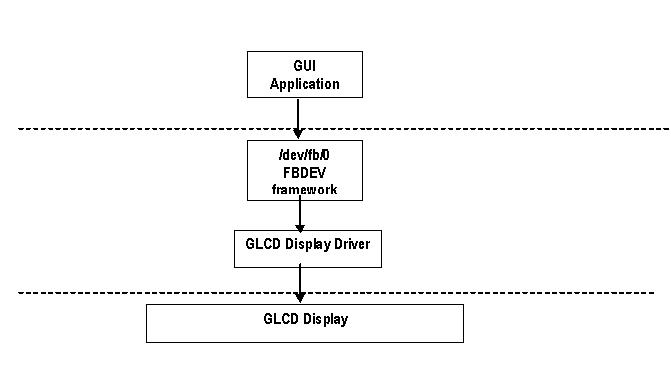 GUI
Application
/dev/fb/0
FBDEV
framework
GLCD Display Driver
GLCD Display